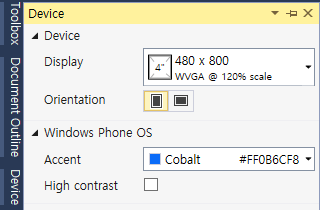 Device
Device
Display
4"
480 x 800
WVGA @ 120% scale
Orientation
Windows Phone OS
Accent
Cobalt
#FF0B6CF8
High contrast
Toolbox
Document Outline
Device